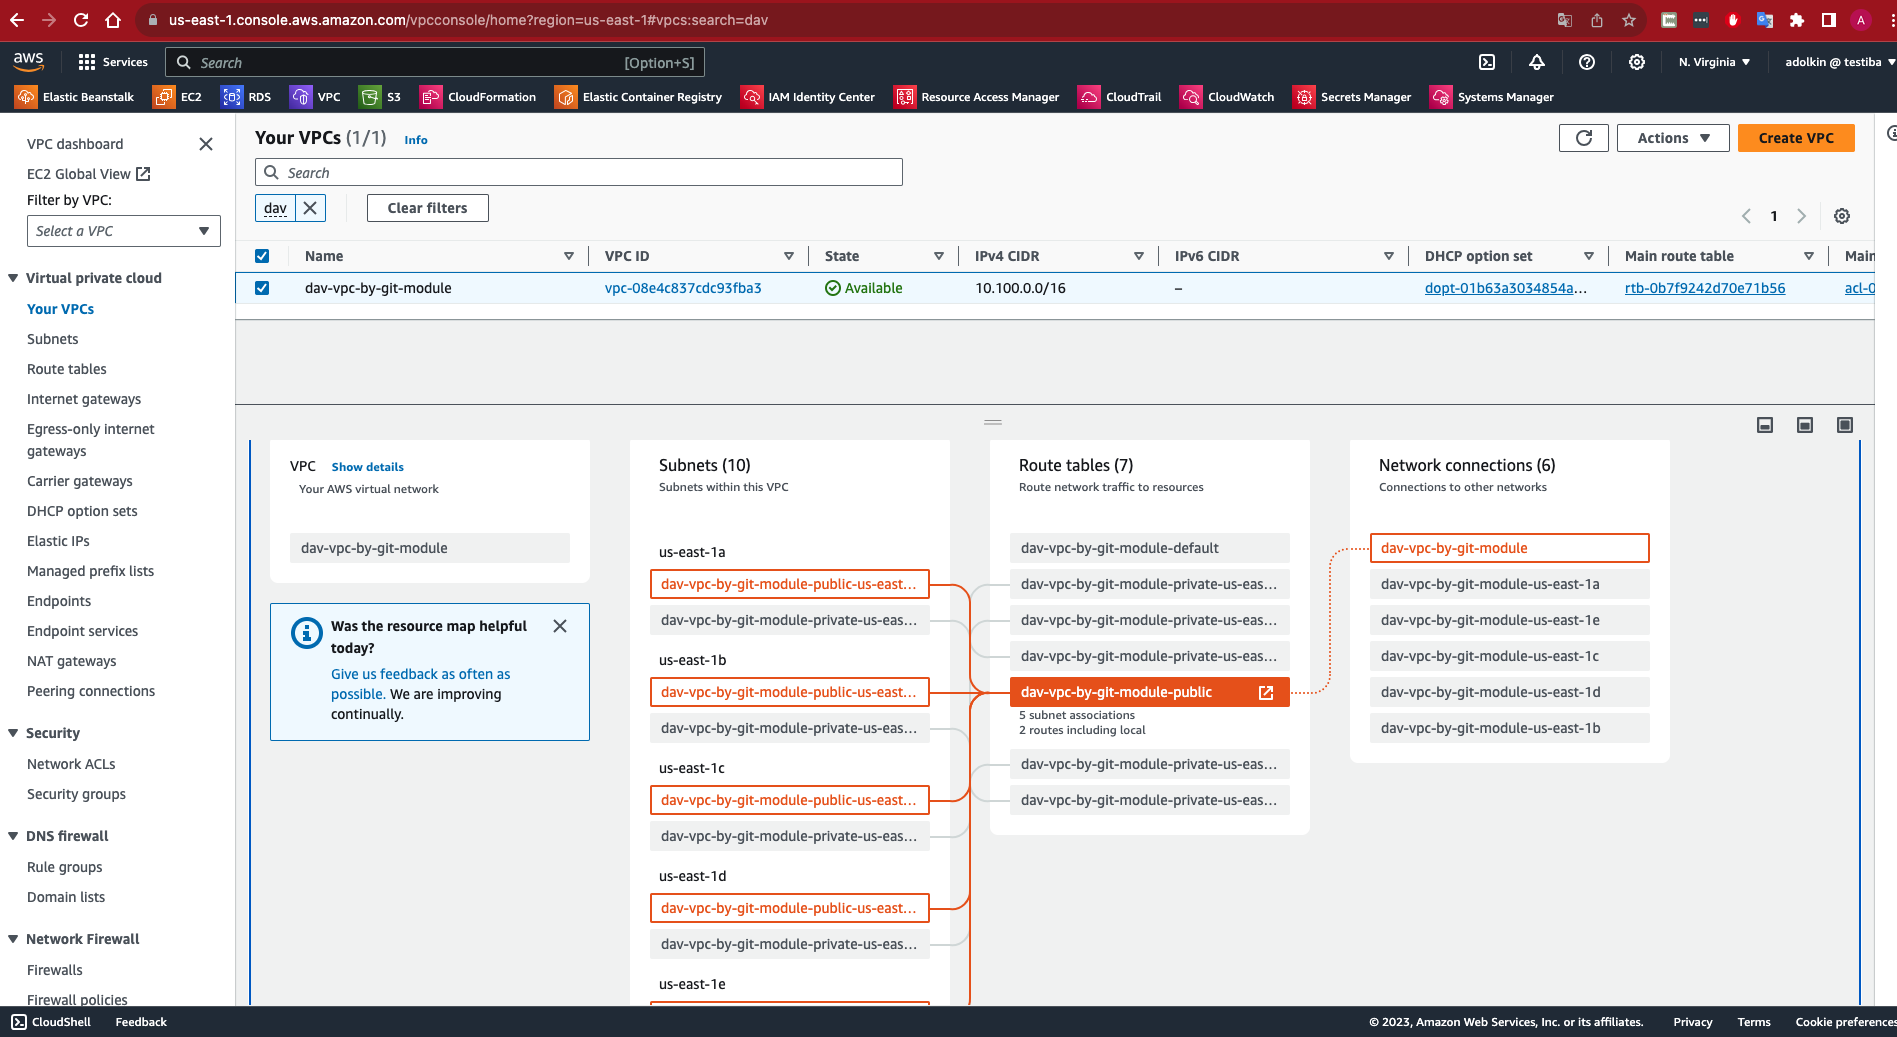 us-east-1.console.aws.amazon.com/vpcconsole/home?region=us-east-1#vpcs:search=dav
A
aws
Services
Search
[Option+S]
N. Virginia
adolkin @ testiba
Elastic Beanstalk
EC2
RDS
VPC
S3
CloudFormation
Elastic Container Registry
IAM Identity Center
Resource Access Manager
CloudTrail
CloudWatch
Secrets Manager
Systems Manager
VPC dashboard
EC2 Global View
Filter by VPC:
Select a VPC
Virtual private cloud
Your VPCs
Subnets
Route tables
Internet gateways
Egress-only internet
gateways
Carrier gateways
DHCP option sets
Elastic IPs
Managed prefix lists
Endpoints
Endpoint services
NAT gateways
Peering connections
Security
Network ACLs
Security groups
DNS firewall
Rule groups
Domain lists
Network Firewall
Firewalls
Firewall policies
Your VPCs (1/1) Info
Actions
Create VPC
Search
dav
Clear filters
1
Name VPC ID State IPv4 CIDR IPv6 CIDR DHCP option set Main route table Main
dav-vpc-by-git-module vpc-08e4c837cdc93fba3 Available 10.100.0.0/16 – dopt-01b63a3034854a... rtb-0b7f9242d70e71b56 acl-0
VPC Show details
Your AWS virtual network
dav-vpc-by-git-module
Was the resource map helpful
today?
Give us feedback as often as
possible. We are improving
continually.
Subnets (10)
Subnets within this VPC
us-east-1a
dav-vpc-by-git-module-public-us-east...
dav-vpc-by-git-module-private-us-eas...
us-east-1b
dav-vpc-by-git-module-public-us-east...
dav-vpc-by-git-module-private-us-eas...
us-east-1c
dav-vpc-by-git-module-public-us-east...
dav-vpc-by-git-module-private-us-eas...
us-east-1d
dav-vpc-by-git-module-public-us-east...
dav-vpc-by-git-module-private-us-eas...
us-east-1e
Route tables (7)
Route network traffic to resources
dav-vpc-by-git-module-default
dav-vpc-by-git-module-private-us-eas...
dav-vpc-by-git-module-private-us-eas...
dav-vpc-by-git-module-private-us-eas...
dav-vpc-by-git-module-public
5 subnet associations
2 routes including local
dav-vpc-by-git-module-private-us-eas...
dav-vpc-by-git-module-private-us-eas...
Network connections (6)
Connections to other networks
dav-vpc-by-git-module
dav-vpc-by-git-module-us-east-1a
dav-vpc-by-git-module-us-east-1e
dav-vpc-by-git-module-us-east-1c
dav-vpc-by-git-module-us-east-1d
dav-vpc-by-git-module-us-east-1b
CloudShell
Feedback
© 2023, Amazon Web Services, Inc. or its affiliates.
Privacy
Terms
Cookie preferences